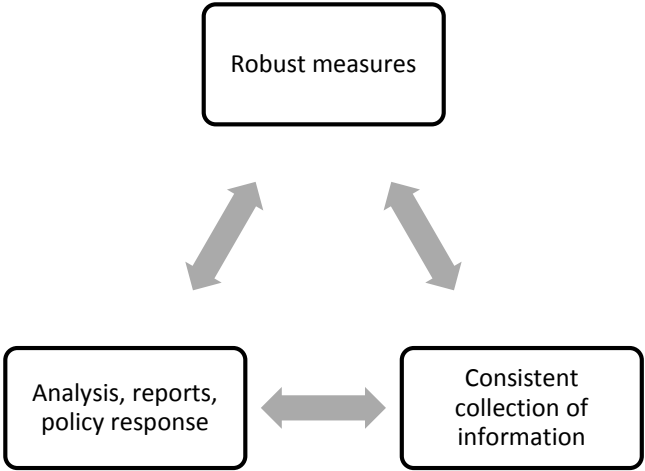 Robust measures
Analysis, reports,
policy response
Consistent
collection of
information